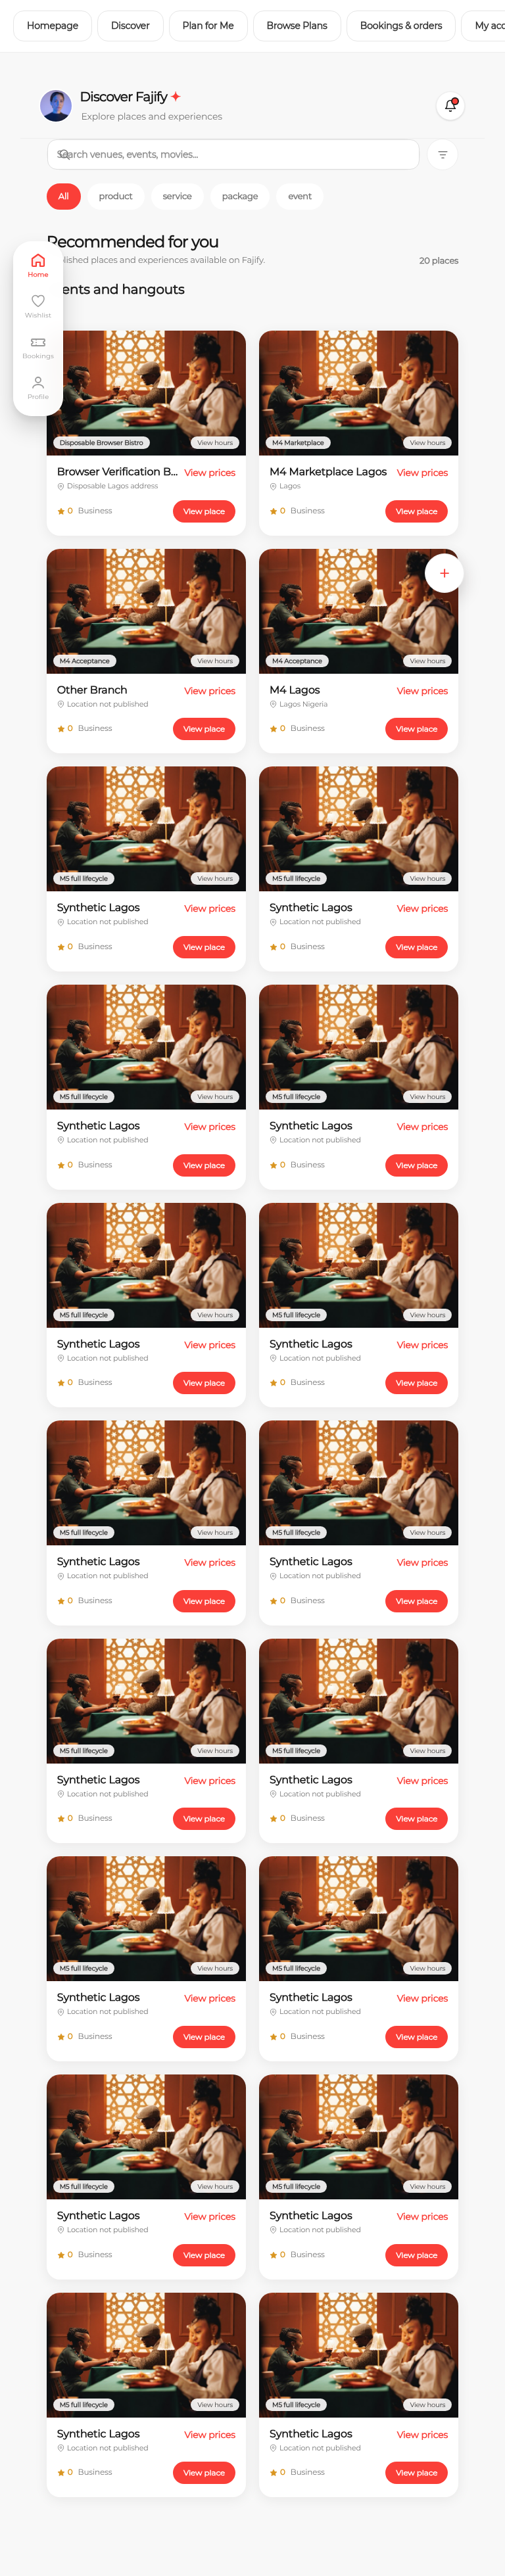 Homepage
Discover
Plan for Me
Browse Plans
Bookings & orders
My acc
Discover Fajify
Explore places and experiences
Search venues, events, movies...
All
product
service
package
event
Recommended for you
lished places and experiences available on Fajify.
20 places
ents and hangouts
Home
Wishlist
Bookings
Profile
Disposable Browser Bistro
View hours
M4 Marketplace
View hours
Browser Verification B...
View prices
M4 Marketplace Lagos
View prices
Disposable Lagos address
Lagos
0 Business
View place
0 Business
View place
M4 Acceptance
View hours
M4 Acceptance
View hours
Other Branch
View prices
M4 Lagos
View prices
Location not published
Lagos Nigeria
0 Business
View place
0 Business
View place
M5 full lifecycle
View hours
M5 full lifecycle
View hours
Synthetic Lagos
View prices
Synthetic Lagos
View prices
Location not published
Location not published
0 Business
View place
0 Business
View place
M5 full lifecycle
View hours
M5 full lifecycle
View hours
Synthetic Lagos
View prices
Synthetic Lagos
View prices
Location not published
Location not published
0 Business
View place
0 Business
View place
M5 full lifecycle
View hours
M5 full lifecycle
View hours
Synthetic Lagos
View prices
Synthetic Lagos
View prices
Location not published
Location not published
0 Business
View place
0 Business
View place
M5 full lifecycle
View hours
M5 full lifecycle
View hours
Synthetic Lagos
View prices
Synthetic Lagos
View prices
Location not published
Location not published
0 Business
View place
0 Business
View place
M5 full lifecycle
View hours
M5 full lifecycle
View hours
Synthetic Lagos
View prices
Synthetic Lagos
View prices
Location not published
Location not published
0 Business
View place
0 Business
View place
M5 full lifecycle
View hours
M5 full lifecycle
View hours
Synthetic Lagos
View prices
Synthetic Lagos
View prices
Location not published
Location not published
0 Business
View place
0 Business
View place
M5 full lifecycle
View hours
M5 full lifecycle
View hours
Synthetic Lagos
View prices
Synthetic Lagos
View prices
Location not published
Location not published
0 Business
View place
0 Business
View place
M5 full lifecycle
View hours
M5 full lifecycle
View hours
Synthetic Lagos
View prices
Synthetic Lagos
View prices
Location not published
Location not published
0 Business
View place
0 Business
View place